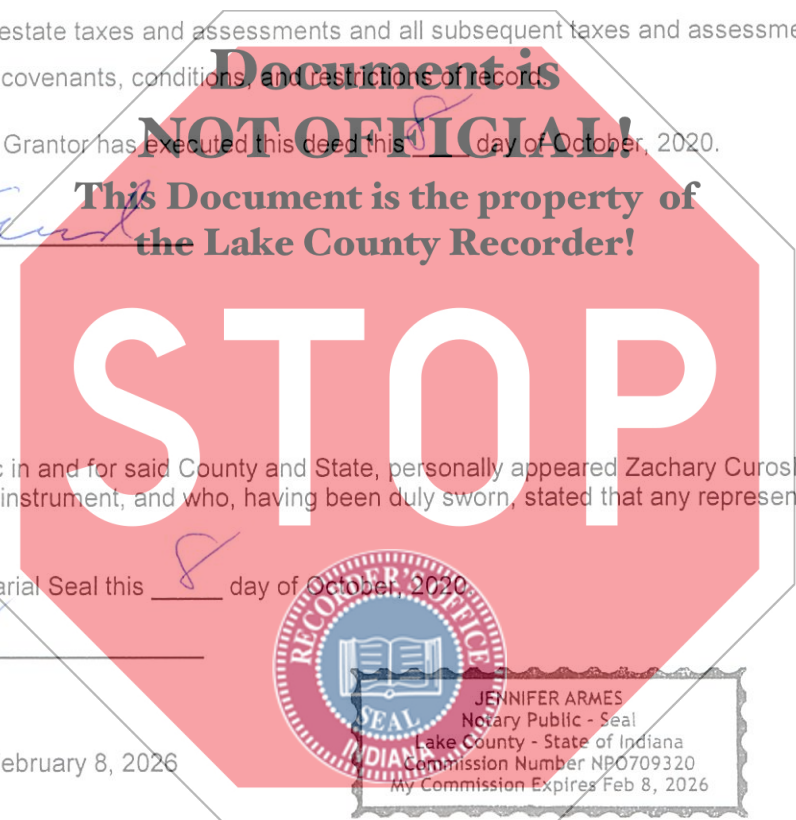 estate taxes and assessments and all subsequent taxes and assessme
Document is
covenants, conditions, and restrictions of record.
NOT OFFICIAL!
Grantor has executed this deed this 8 day of October, 2020.
This Document is the property of
the Lake County Recorder!
STOP
in and for said County and State, personally appeared Zachary Curosh
instrument, and who, having been duly sworn, stated that any represen
arial Seal this 8 day of October, 2020.
RECORDER'S OFFICE
SEAL
INDIANA
JENNIFER ARMES
Notary Public - Seal
Lake County - State of Indiana
ebruary 8, 2026
Commission Number NPO709320
My Commission Expires Feb 8, 2026